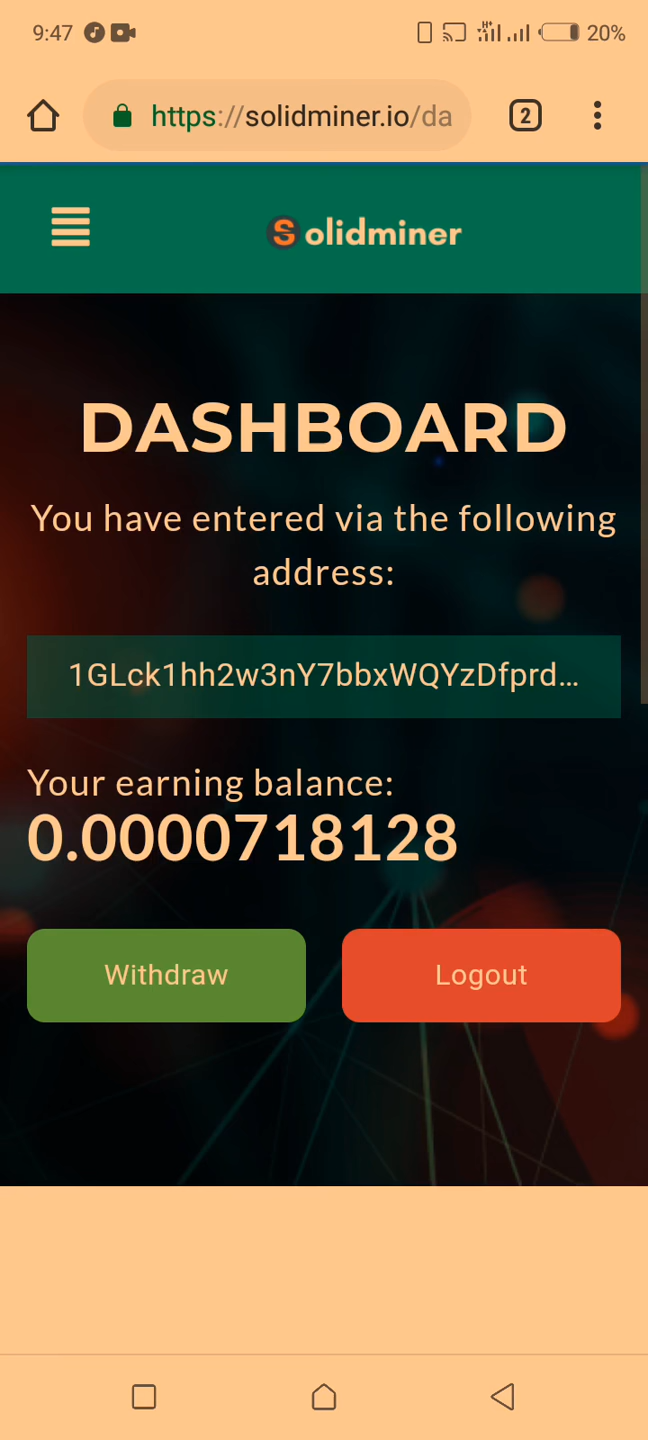 9:47 20%
https://solidminer.io/da 2
Solidminer
DASHBOARD
You have entered via the following
address:
1GLck1hh2w3nY7bbxWQYzDfprd...
Your earning balance:
0.0000718128
Withdraw Logout